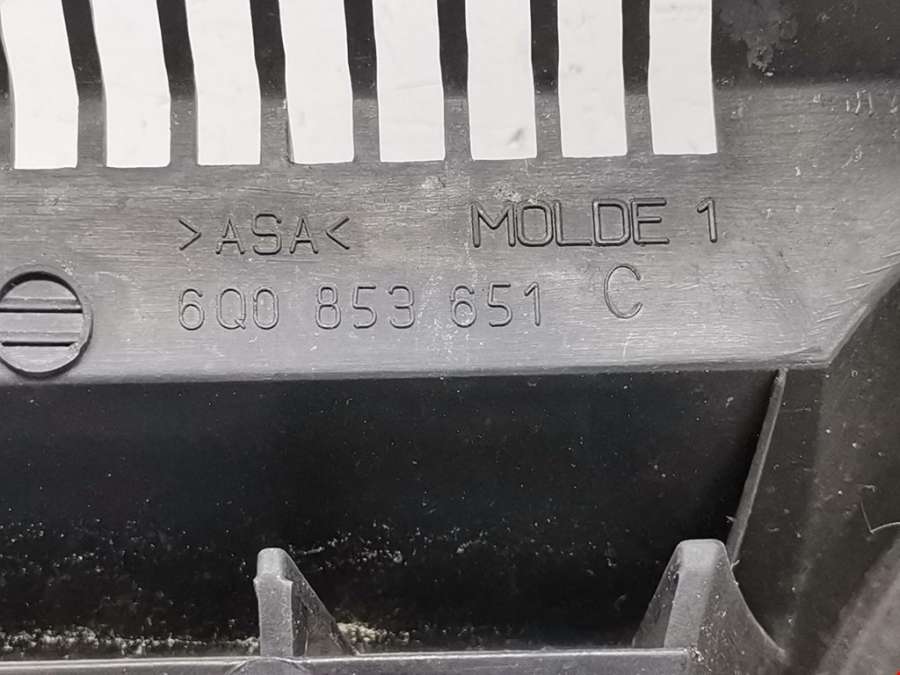 >ASA< MOLDE 1
6Q0 853 651 C